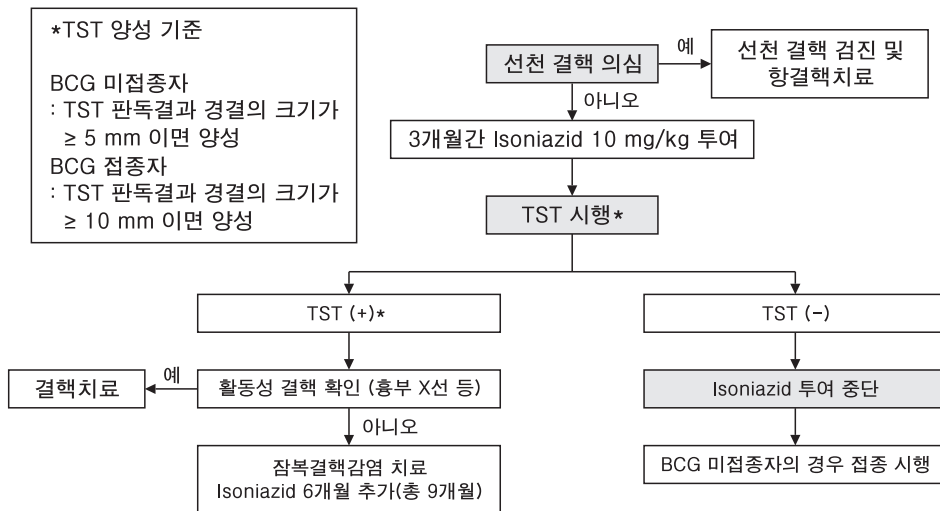 *TST 양성 기준
BCG 미접종자
: TST 판독결과 경결의 크기가
≥ 5 mm 이면 양성
BCG 접종자
: TST 판독결과 경결의 크기가
≥ 10 mm 이면 양성
선천 결핵 의심
예
선천 결핵 검진 및
항결핵치료
아니오
3개월간 Isoniazid 10 mg/kg 투여
TST 시행*
TST (+)*
TST (-)
결핵치료
예
활동성 결핵 확인 (흉부 X선 등)
Isoniazid 투여 중단
아니오
잠복결핵감염 치료
Isoniazid 6개월 추가(총 9개월)
BCG 미접종자의 경우 접종 시행